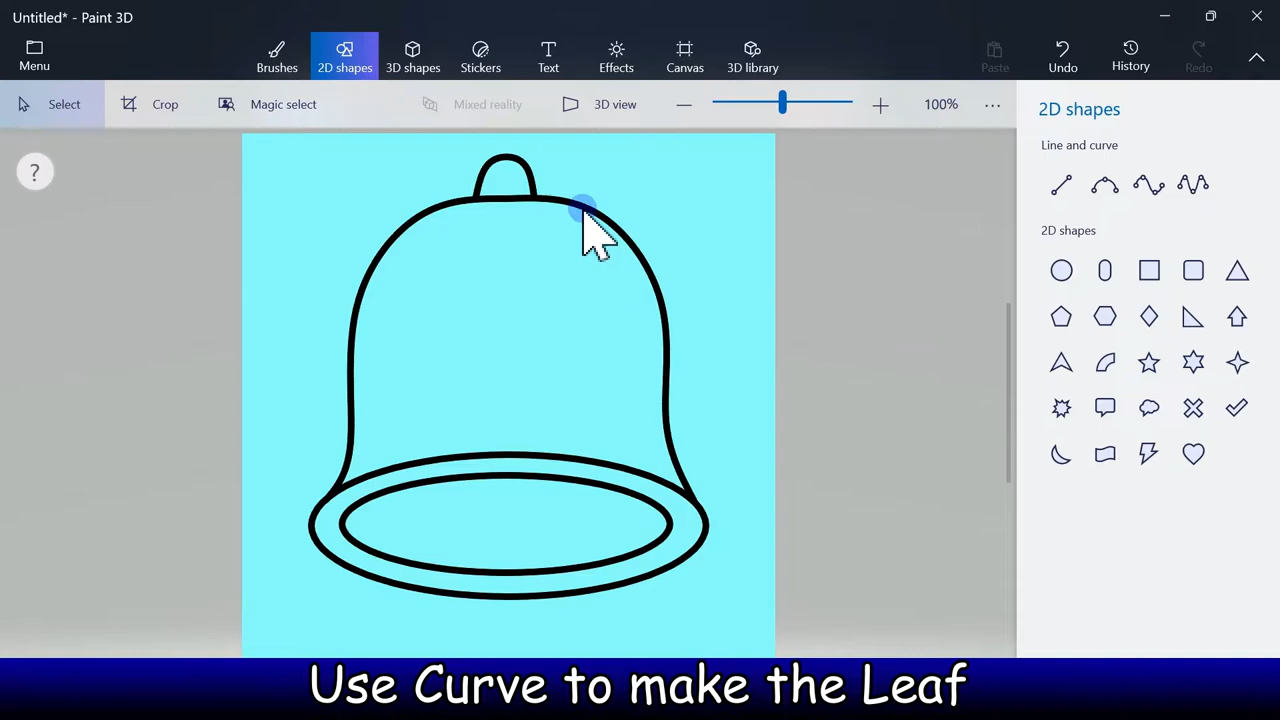 Untitled* - Paint 3D
Menu
Brushes
2D shapes
3D shapes
Stickers
Text
Effects
Canvas
3D library
Paste
Undo
History
Redo
Select
Crop
Magic select
Mixed reality
3D view
100%
2D shapes
Line and curve
2D shapes
?
Use Curve to make the Leaf